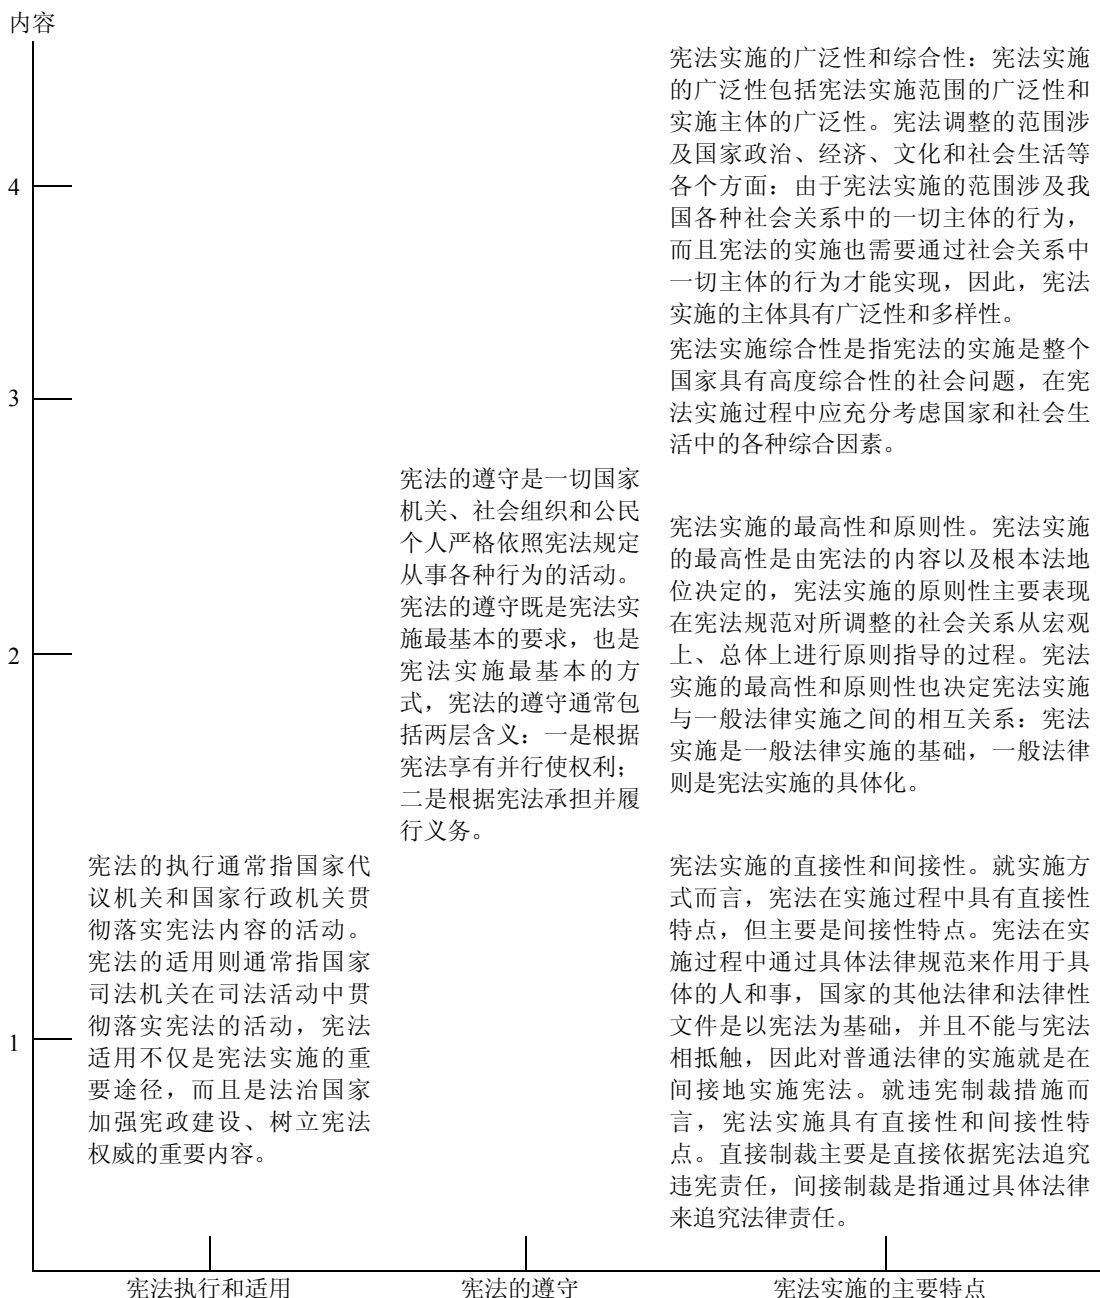 内容
宪法实施的广泛性和综合性：宪法实施
的广泛性包括宪法实施范围的广泛性和
实施主体的广泛性。宪法调整的范围涉
及国家政治、经济、文化和社会生活等
各个方面：由于宪法实施的范围涉及我
国各种社会关系中的一切主体的行为，
而且宪法的实施也需要通过社会关系中
一切主体的行为才能实现，因此，宪法
实施的主体具有广泛性和多样性。
宪法实施综合性是指宪法的实施是整个
国家具有高度综合性的社会问题，在宪
法实施过程中应充分考虑国家和社会生
活中的各种综合因素。
4
3
宪法的遵守是一切国家
机关、社会组织和公民
个人严格依照宪法规定
从事各种行为的活动。
宪法的遵守既是宪法实
施最基本的要求，也是
宪法实施最基本的方
式，宪法的遵守通常包
括两层含义：一是根据
宪法享有并行使权利；
二是根据宪法承担并履
行义务。
宪法实施的最高性和原则性。宪法实施
的最高性是由宪法的内容以及根本法地
位决定的，宪法实施的原则性主要表现
在宪法规范对所调整的社会关系从宏观
上、总体上进行原则指导的过程。宪法
实施的最高性和原则性也决定宪法实施
与一般法律实施之间的相互关系：宪法
实施是一般法律实施的基础，一般法律
则是宪法实施的具体化。
2
宪法的执行通常指国家代
议机关和国家行政机关贯
彻落实宪法内容的活动。
宪法的适用则通常指国家
司法机关在司法活动中贯
彻落实宪法的活动，宪法
适用不仅是宪法实施的重
要途径，而且是法治国家
加强宪政建设、树立宪法
权威的重要内容。
宪法实施的直接性和间接性。就实施方
式而言，宪法在实施过程中具有直接性
特点，但主要是间接性特点。宪法在实
施过程中通过具体法律规范来作用于具
体的人和事，国家的其他法律和法律性
文件是以宪法为基础，并且不能与宪法
相抵触，因此对普通法律的实施就是在
间接地实施宪法。就违宪制裁措施而
言，宪法实施具有直接性和间接性特
点。直接制裁主要是直接依据宪法追究
违宪责任，间接制裁是指通过具体法律
来追究法律责任。
1
宪法执行和适用
宪法的遵守
宪法实施的主要特点